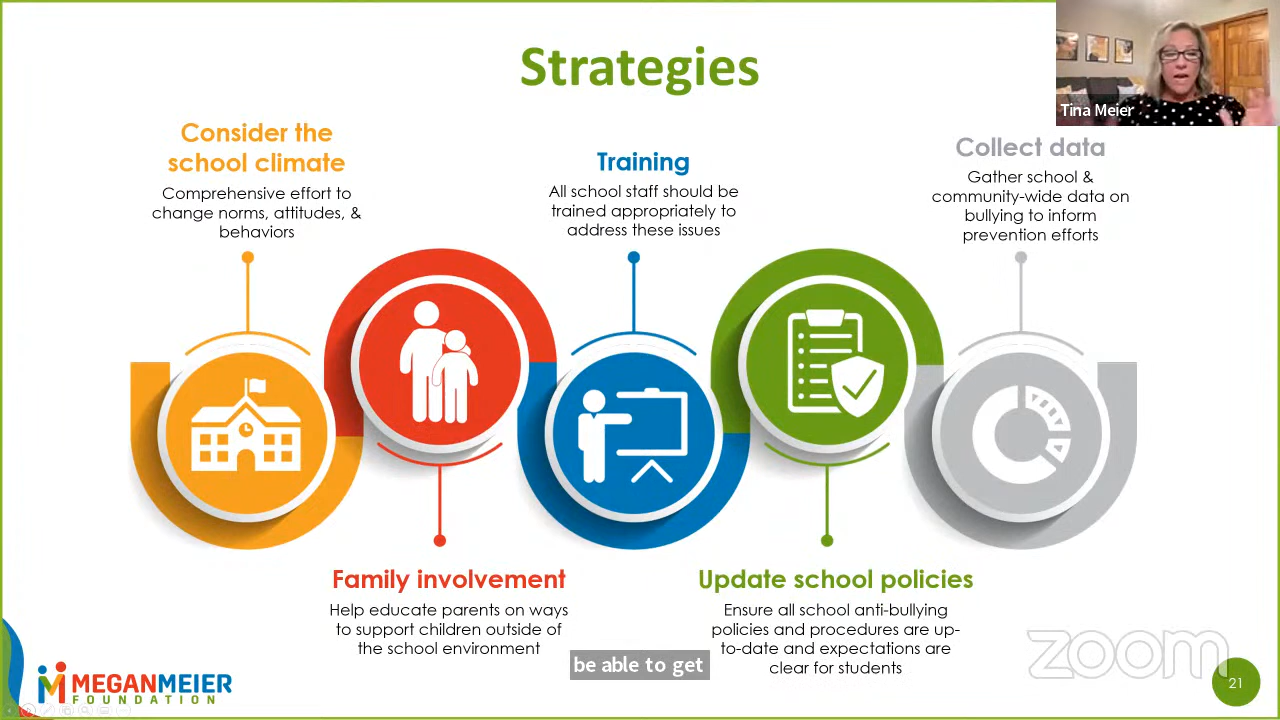 Strategies
Tina Meier
Consider the
school climate
Comprehensive effort to
change norms, attitudes, &
behaviors
Training
All school staff should be
trained appropriately to
address these issues
Collect data
Gather school &
community-wide data on
bullying to inform
prevention efforts
Family involvement
Help educate parents on ways
to support children outside of
the school environment
Update school policies
Ensure all school anti-bullying
policies and procedures are up-
to-date and expectations are
clear for students
be able to get
zoom
MEGANMEIER
FOUNDATION
21